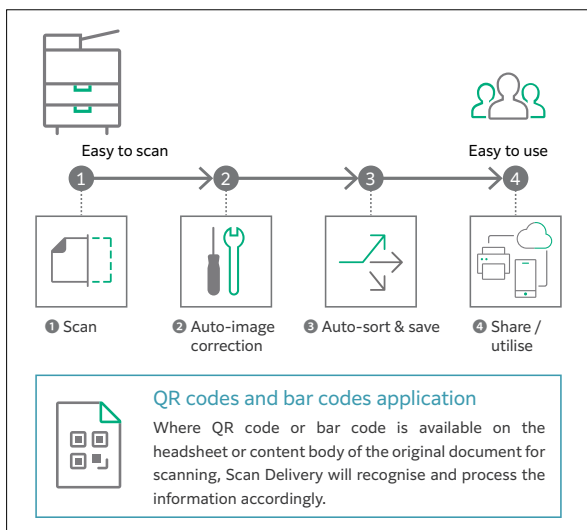 Easy to scan
Easy to use
1
2
3
4
❶ Scan
❷ Auto-image
correction
❸ Auto-sort & save
❹ Share /
utilise
QR codes and bar codes application
Where QR code or bar code is available on the
headsheet or content body of the original document for
scanning, Scan Delivery will recognise and process the
information accordingly.